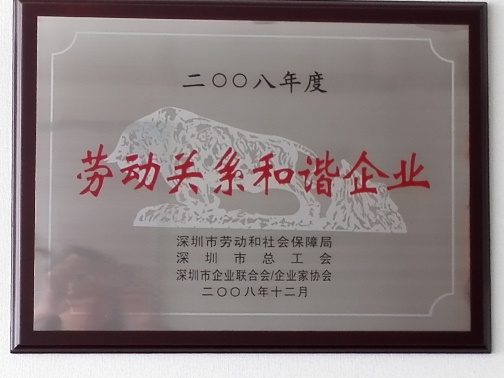 二〇〇八年度
劳动关系和谐企业
深圳市劳动和社会保障局
深圳市总工会
深圳市企业联合会/企业家协会
二〇〇八年十二月